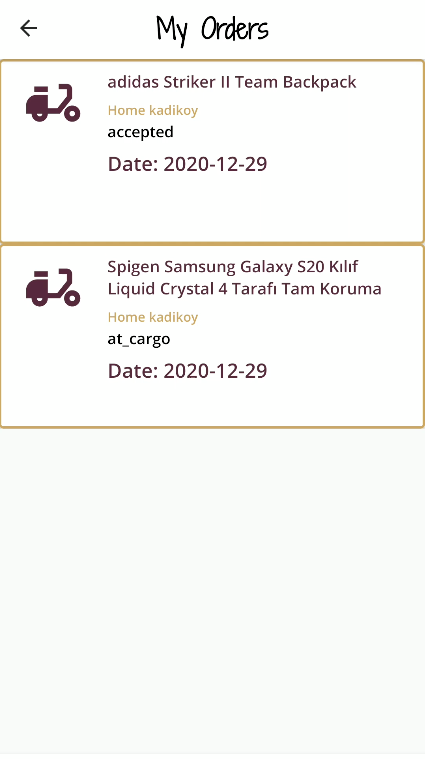 My Orders
adidas Striker II Team Backpack
Home kadikoy
accepted
Date: 2020-12-29
Spigen Samsung Galaxy S20 Kılıf
Liquid Crystal 4 Tarafı Tam Koruma
Home kadikoy
at_cargo
Date: 2020-12-29